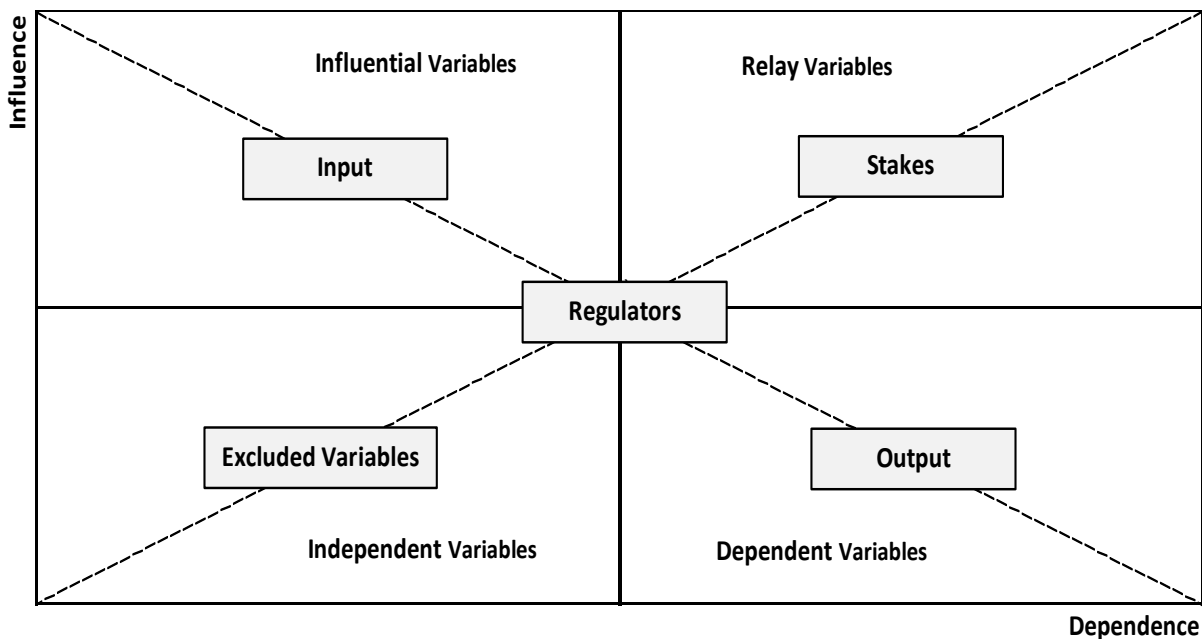 Influence
Influential Variables
Relay Variables
Input
Stakes
Regulators
Excluded Variables
Output
Independent Variables
Dependent Variables
Dependence